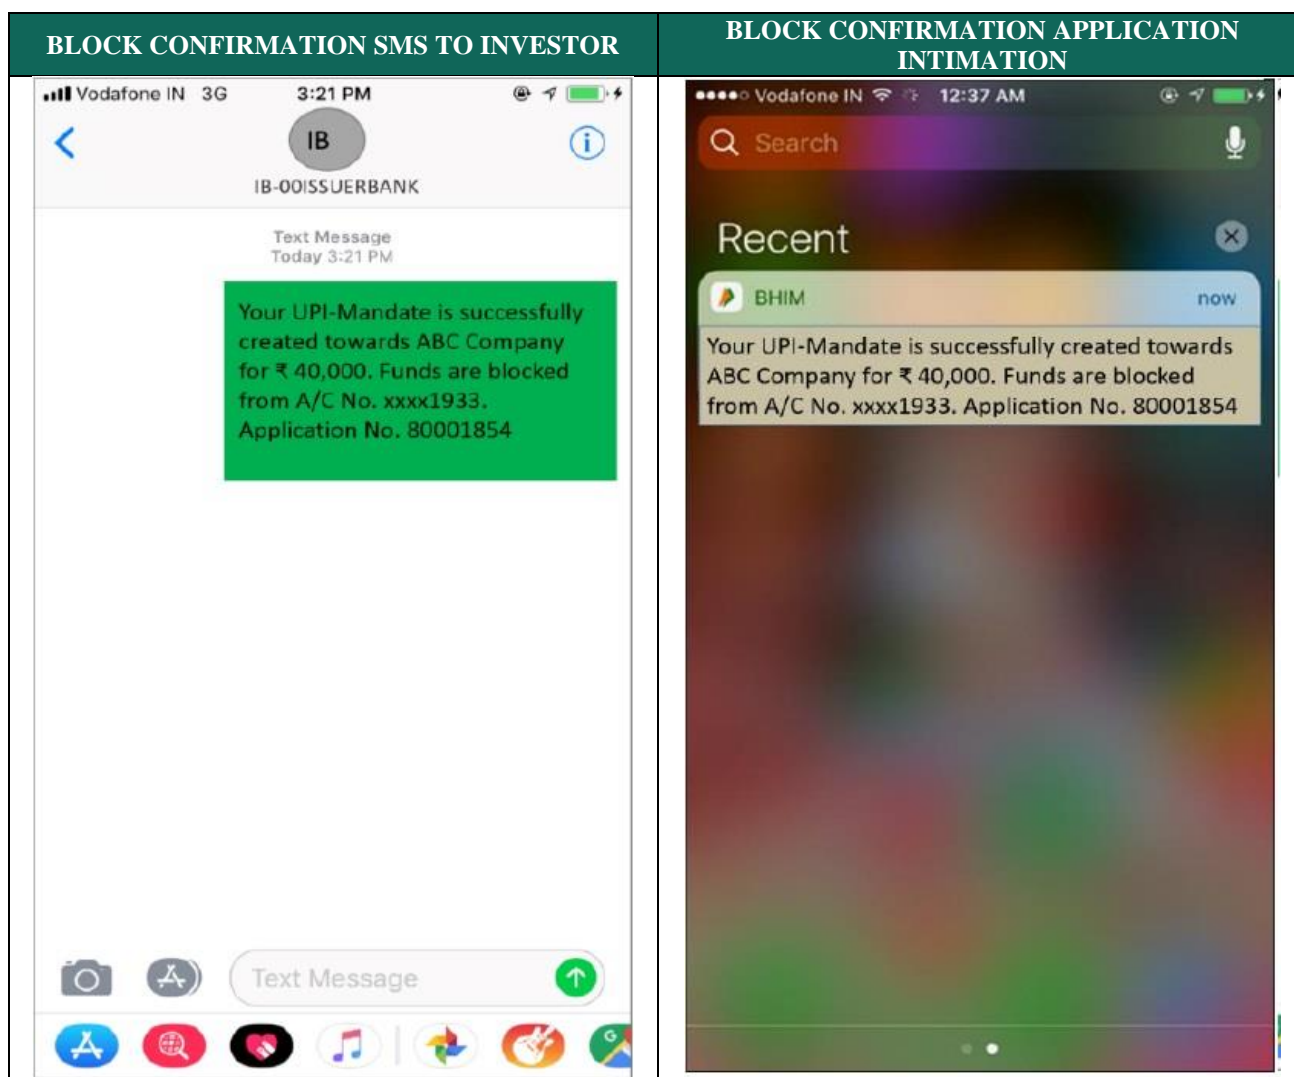 BLOCK CONFIRMATION SMS TO INVESTOR
BLOCK CONFIRMATION APPLICATION
INTIMATION
Vodafone IN 3G 3:21 PM
IB
IB-00ISSUERBANK
Text Message
Today 3:21 PM
Your UPI-Mandate is successfully
created towards ABC Company
for ₹ 40,000. Funds are blocked
from A/C No. xxxx1933.
Application No. 80001854
Text Message
G
Vodafone IN 12:37 AM
Search
Recent
BHIM now
Your UPI-Mandate is successfully created towards
ABC Company for ₹ 40,000. Funds are blocked
from A/C No. xxxx1933. Application No. 80001854